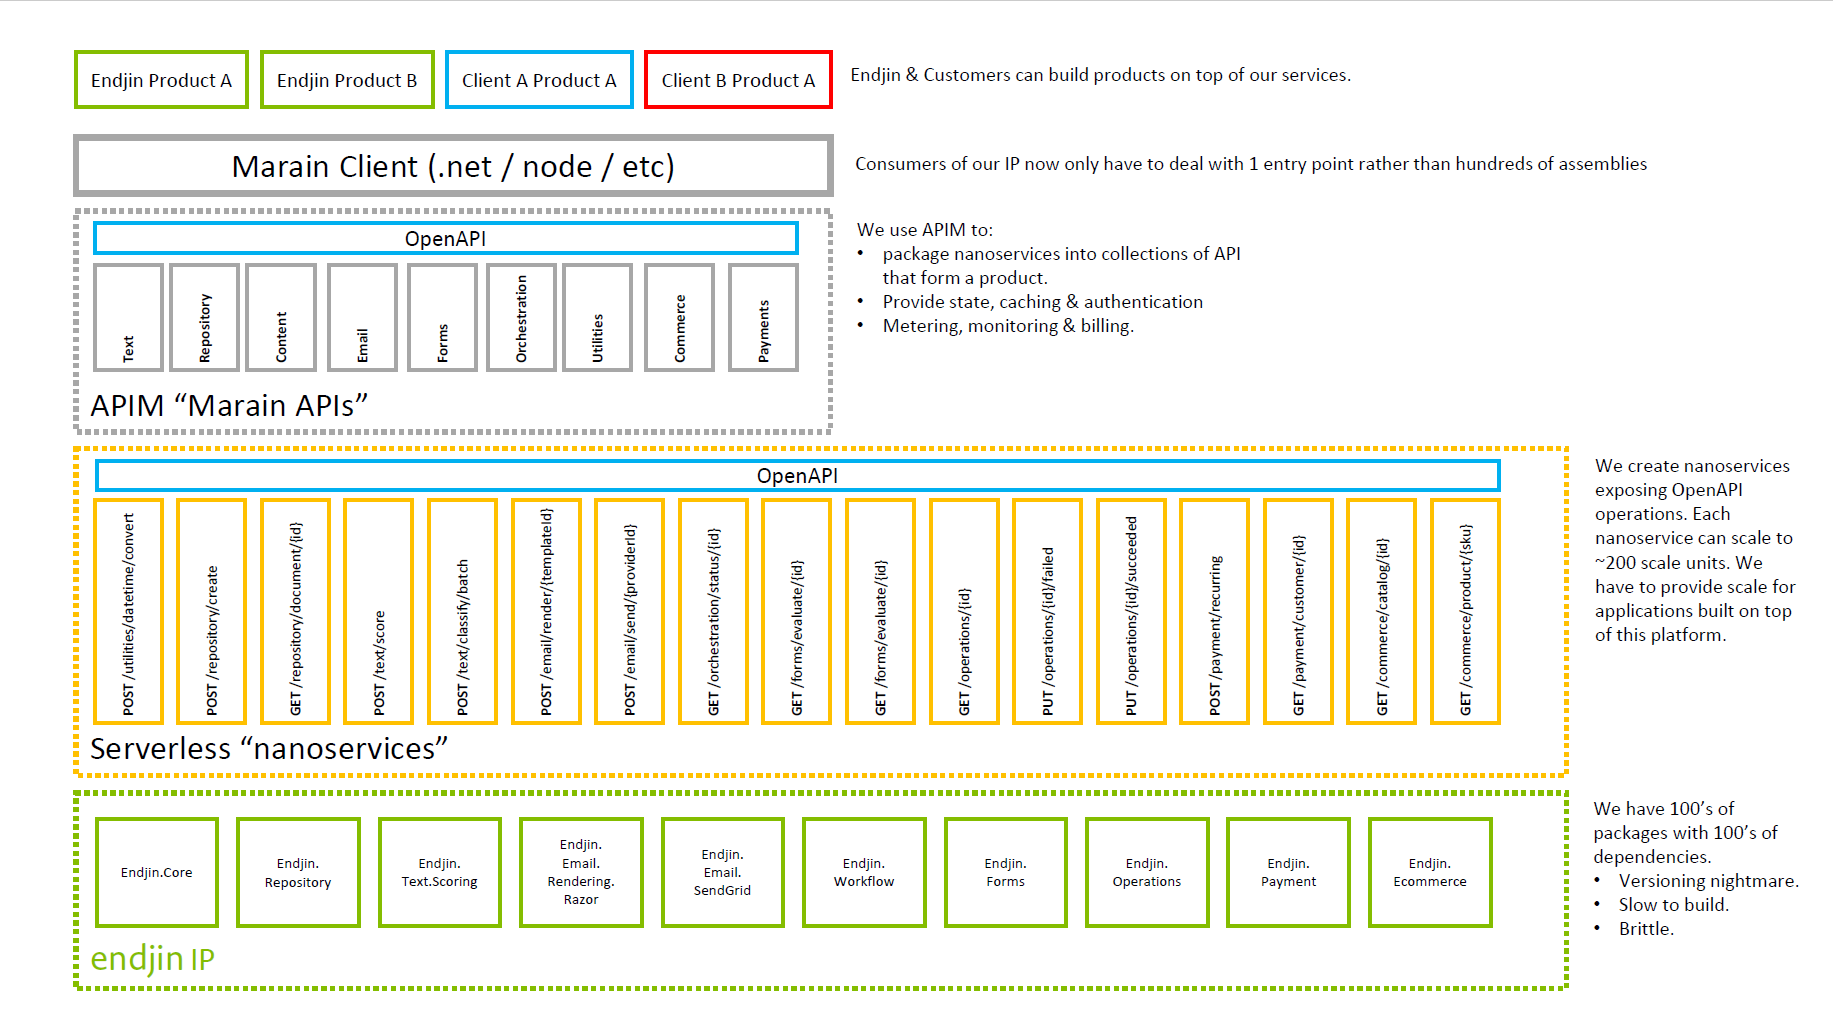 Endjin Product A
Endjin Product B
Client A Product A
Client B Product A
Endjin & Customers can build products on top of our services.
Marain Client (.net / node / etc)
Consumers of our IP now only have to deal with 1 entry point rather than hundreds of assemblies
OpenAPI
Text
Repository
Content
Email
Forms
Orchestration
Utilities
Commerce
Payments
APIM “Marain APIs”
We use APIM to:
• package nanoservices into collections of API
that form a product.
• Provide state, caching & authentication
• Metering, monitoring & billing.
OpenAPI
POST /utilities/datetime/convert
POST /repository/create
GET /repository/document/{id}
POST /text/score
POST /text/classify/batch
POST /email/render/{templateId}
POST /email/send/{providerId}
GET /orchestration/status/{id}
GET /forms/evaluate/{id}
GET /forms/evaluate/{id}
GET /operations/{id}
PUT /operations/{id}/failed
PUT /operations/{id}/succeeded
POST /payment/recurring
GET /payment/customer/{id}
GET /commerce/catalog/{id}
GET /commerce/product/{sku}
Serverless “nanoservices”
We create nanoservices
exposing OpenAPI
operations. Each
nanoservice can scale to
~200 scale units. We
have to provide scale for
applications built on top
of this platform.
Endjin.Core
Endjin.
Repository
Endjin.
Text.Scoring
Endjin.
Email.
Rendering.
Razor
Endjin.
Email.
SendGrid
Endjin.
Workflow
Endjin.
Forms
Endjin.
Operations
Endjin.
Payment
Endjin.
Ecommerce
endjin IP
We have 100’s of
packages with 100’s of
dependencies.
• Versioning nightmare.
• Slow to build.
• Brittle.